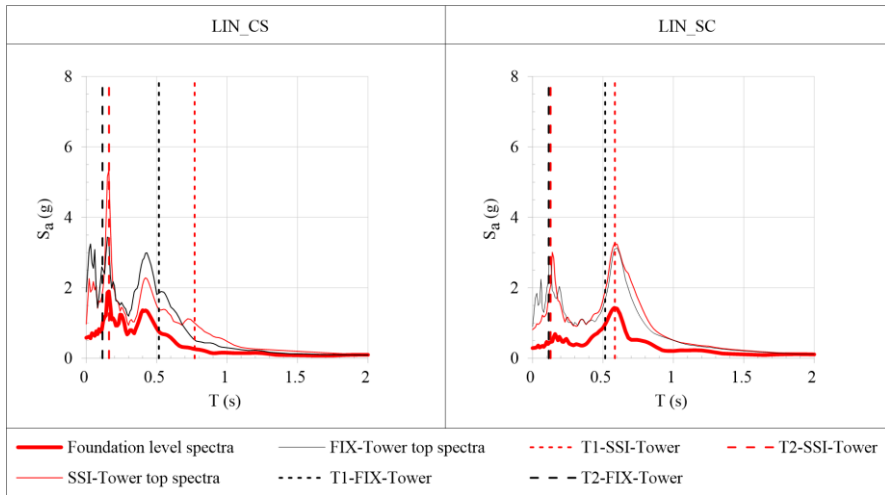 LIN_CS
LIN_SC
8
6
4
2
0
Sa (g)
0 0.5 1 1.5 2
T (s)
8
6
4
2
0
Sa (g)
0 0.5 1 1.5 2
T (s)
Foundation level spectra FIX-Tower top spectra T1-SSI-Tower T2-SSI-Tower
SSI-Tower top spectra T1-FIX-Tower T2-FIX-Tower